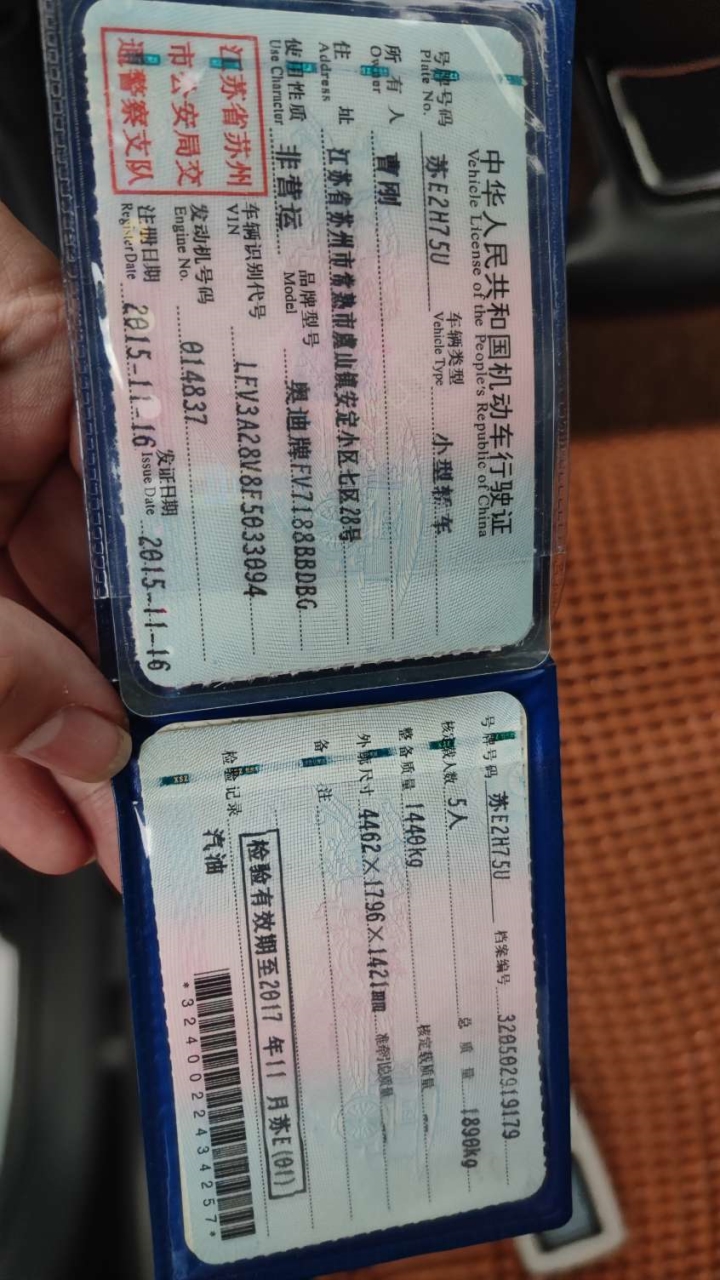 中华人民共和国机动车行驶证
Vehicle License of the People's Republic of China
号牌号码 苏E2H75U 车辆类型 小型轿车
Plate No. Vehicle Type
所有人 曹刚
Owner
住址 江苏省苏州市常熟市虞山镇安定小区七区28号
Address
使用性质 非营运 品牌型号 奥迪牌FV7188BBDBG
Use Character Model
江苏省苏州
市公安局交
通警察支队
车辆识别代号 LFV3A28V8F5033094
VIN
发动机号码 014837
Engine No.
注册日期 2015-11-16 发证日期 2015-11-16
Register Date Issue Date
号牌号码 苏E2H75U 档案编号 320502919179
核定载人数 5人 总质量 1890kg
整备质量 1440kg 核定载质量
外廓尺寸 4462×1796×1421mm 准牵引总质量
备注
检验有效期至2017年11月苏E(01)
检验记录
汽油
*3240022434257*